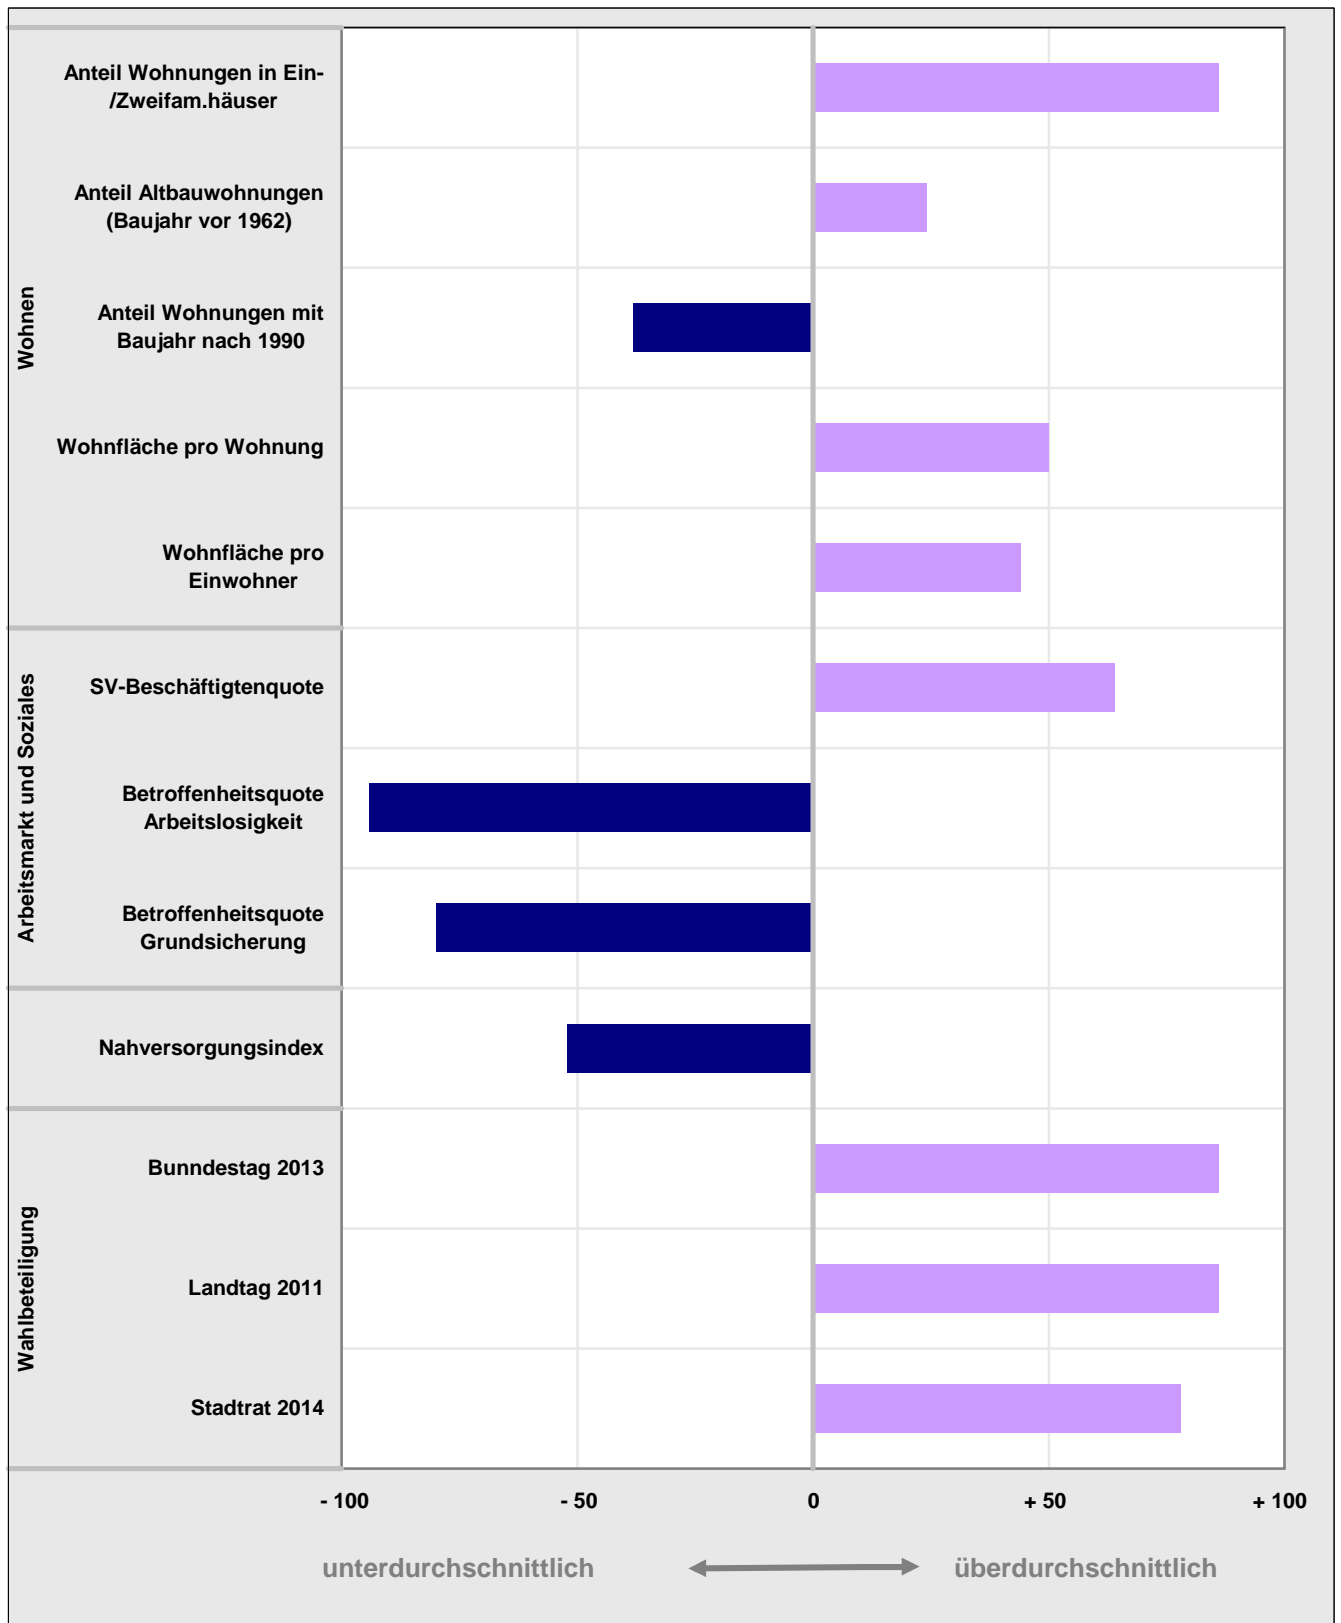 Wohnen
Anteil Wohnungen in Ein-
/Zweifam.häuser
Anteil Altbauwohnungen
(Baujahr vor 1962)
Anteil Wohnungen mit
Baujahr nach 1990
Wohnfläche pro Wohnung
Wohnfläche pro
Einwohner
Arbeitsmarkt und Soziales
SV-Beschäftigtenquote
Betroffenheitsquote
Arbeitslosigkeit
Betroffenheitsquote
Grundsicherung
Nahversorgungsindex
Wahlbeteiligung
Bunndestag 2013
Landtag 2011
Stadtrat 2014
- 100 - 50 0 + 50 + 100
unterdurchschnittlich überdurchschnittlich